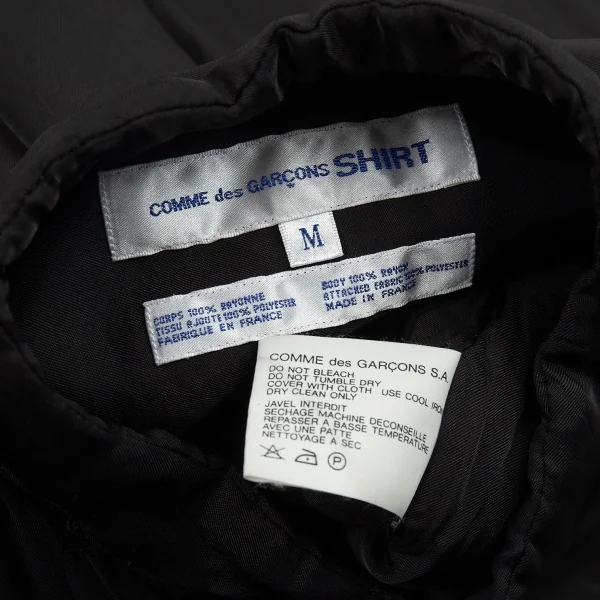 COMME des GARÇONS SHIRT
M
CORPS 100% RAYONNE
TISSU AJOUTE 100% POLYESTER
FABRIQUE EN FRANCE
BODY 100% RAYON
ATTACHED FABRIC 100% POLYESTER
MADE IN FRANCE
COMME des GARÇONS S.A.
DO NOT BLEACH
DO NOT TUMBLE DRY
COVER WITH CLOTH USE COOL IRON
DRY CLEAN ONLY
JAVEL INTERDIT
SECHAGE MACHINE DECONSEILLE
REPASSER A BASSE TEMPERATURE
AVEC UNE PATTE
NETTOYAGE A SEC
P